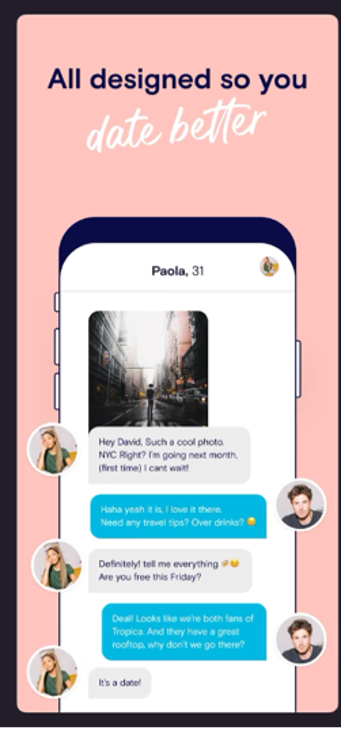 All designed so you
date better
Paola, 31
Hey David, Such a cool photo.
NYC Right? I'm going next month,
(first time) I cant wait!
Haha yeah it is, I love it there.
Need any travel tips? Over drinks? 😉
Definitely! tell me everything
Are you free this Friday?
Deal! Looks like we're both fans of
Tropica. And they have a great
rooftop, why don't we go there?
It's a date!